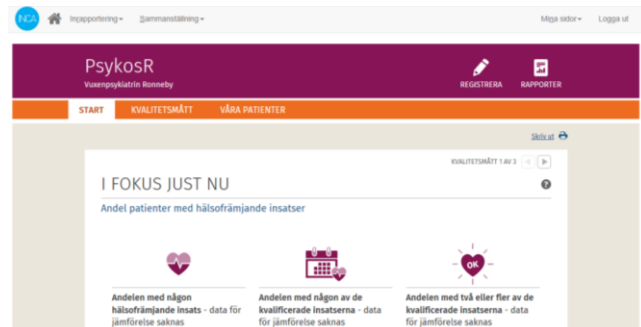 INCA Inrapportering Sammanställning Mina sidor Logga ut
PsykosR
Vuxenpsykiatrin Ronneby
REGISTRERA RAPPORTER
START KVALITETSMÅTT VÅRA PATIENTER
Skriv ut
KVALITETSMÅTT 1 AV 3
I FOKUS JUST NU
Andel patienter med hälsofrämjande insatser
OK
Andelen med någon
hälsofrämjande insats - data för
jämförelse saknas
Andelen med någon av de
kvalificerade insatserna - data
för jämförelse saknas
Andelen med två eller fler av de
kvalificerade insatserna - data
för jämförelse saknas